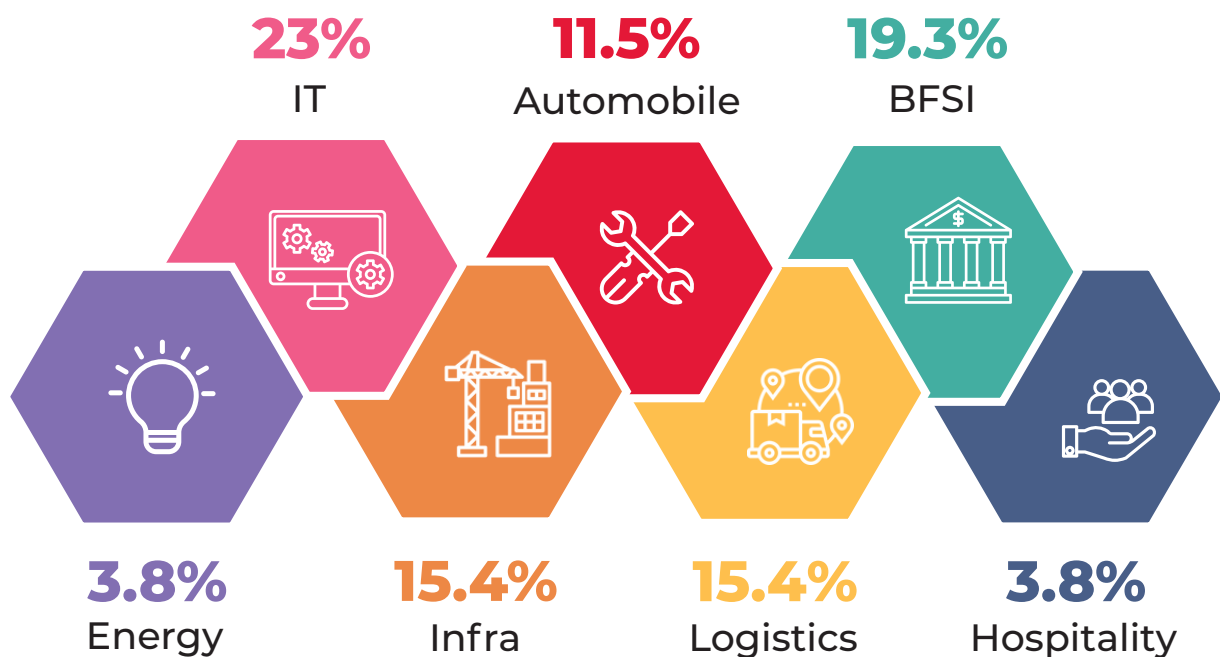 23%
IT
11.5%
Automobile
19.3%
BFSI
$
3.8%
Energy
15.4%
Infra
15.4%
Logistics
3.8%
Hospitality